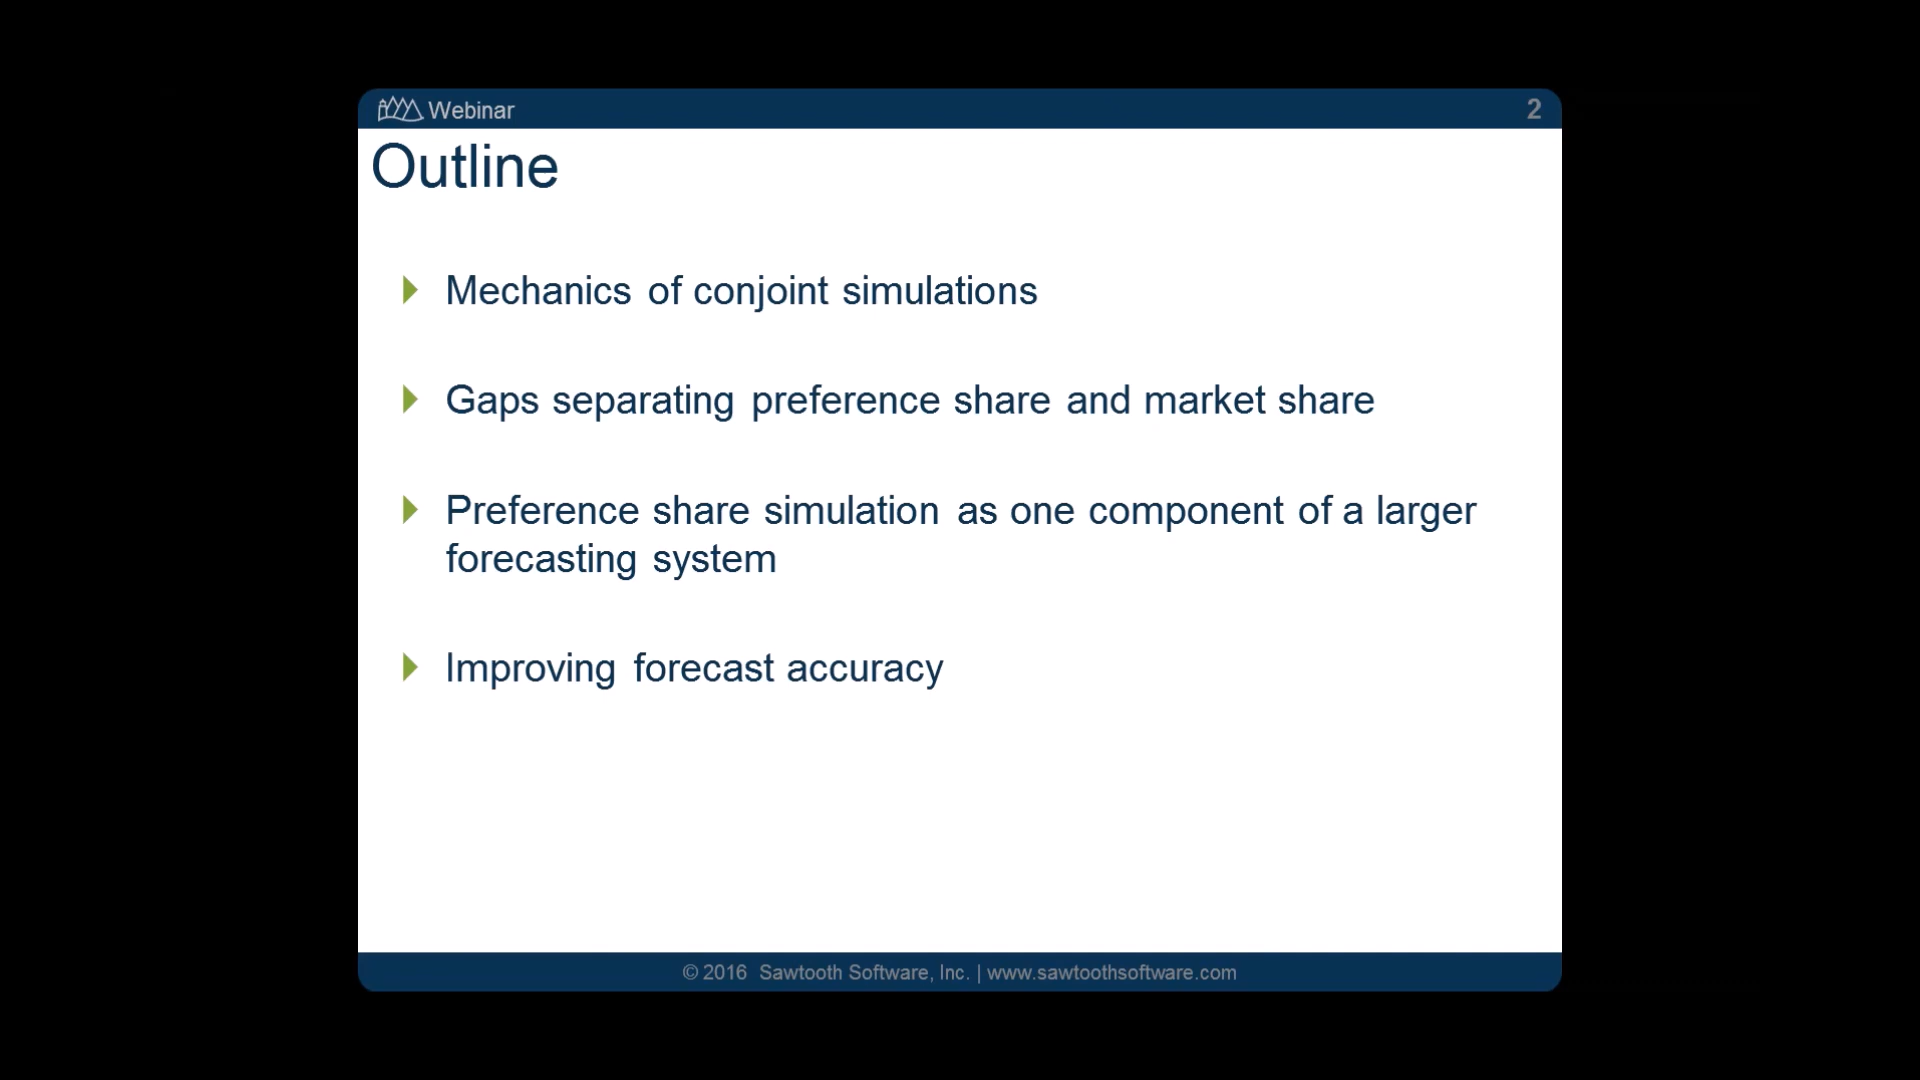 Webinar
2
Outline
Mechanics of conjoint simulations
Gaps separating preference share and market share
Preference share simulation as one component of a larger
forecasting system
Improving forecast accuracy
© 2016 Sawtooth Software, Inc. | www.sawtoothsoftware.com